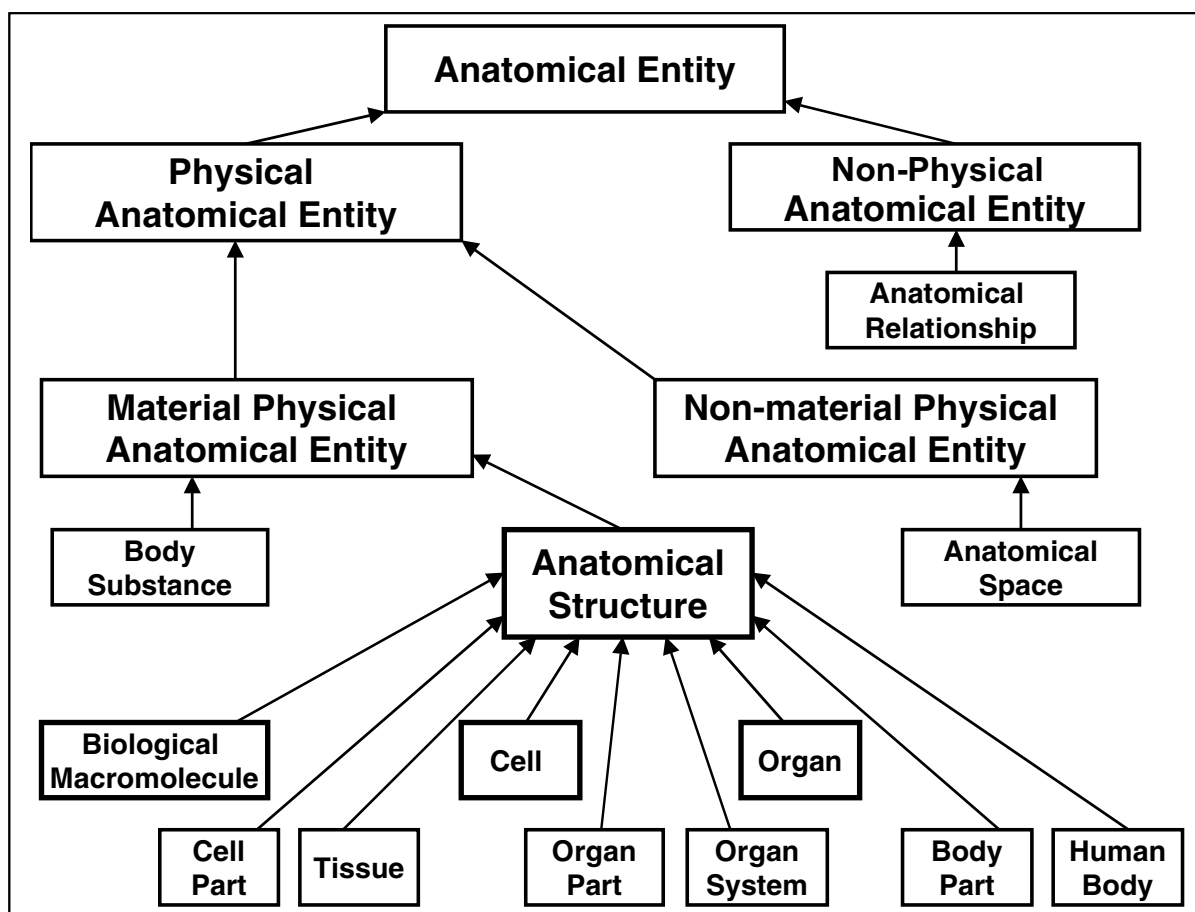 Anatomical Entity
Physical
Anatomical Entity
Non-Physical
Anatomical Entity
Anatomical
Relationship
Material Physical
Anatomical Entity
Non-material Physical
Anatomical Entity
Body
Substance
Anatomical
Structure
Anatomical
Space
Biological
Macromolecule
Cell
Organ
Cell
Part
Tissue
Organ
Part
Organ
System
Body
Part
Human
Body